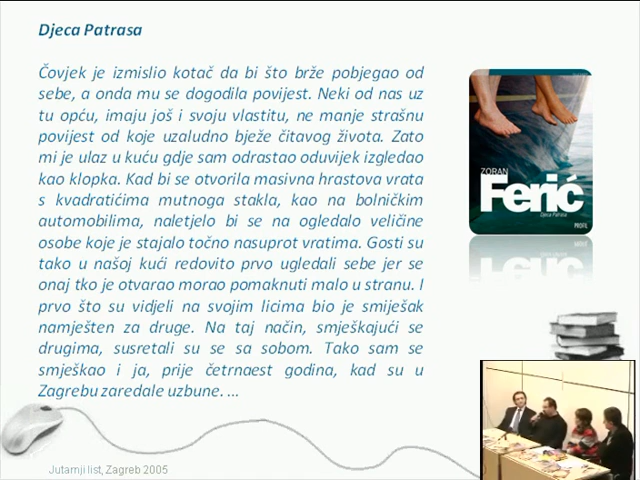 Djeca Patrasa
Čovjek je izmislio kotač da bi što brže pobjegao od
sebe, a onda mu se dogodila povijest. Neki od nas uz
tu opću, imaju još i svoju vlastitu, ne manje strašnu
povijest od koje uzaludno bježe čitavog života. Zato
mi je ulaz u kuću gdje sam odrastao oduvijek izgledao
kao klopka. Kad bi se otvorila masivna hrastova vrata
s kvadratićima mutnoga stakla, kao na bolničkim
automobilima, naletjelo bi se na ogledalo veličine
osobe koje je stajalo točno nasuprot vratima. Gosti su
tako u našoj kući redovito prvo ugledali sebe jer se
onaj tko je otvarao morao pomaknuti malo u stranu. I
prvo što su vidjeli na svojim licima bio je smiješak
namješten za druge. Na taj način, smješkajući se
drugima, susretali su se sa sobom. Tako sam se
smješkao i ja, prije četrnaest godina, kad su u
Zagrebu zaredale uzbune. ...
ZORAN
Ferić
Djeca Patrasa
PROFIL
Jutarnji list, Zagreb 2005